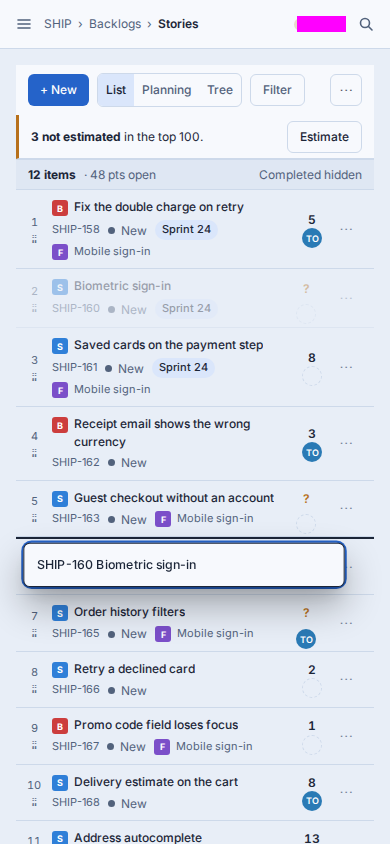 SHIP › Backlogs › Stories
+ New List Planning Tree Filter ...
3 not estimated in the top 100. Estimate
12 items · 48 pts open Completed hidden
1 B Fix the double charge on retry 5 ...
SHIP-158 New Sprint 24 TO
F Mobile sign-in
2 S Biometric sign-in ? ...
SHIP-160 New Sprint 24
3 S Saved cards on the payment step 8 ...
SHIP-161 New Sprint 24
F Mobile sign-in
4 B Receipt email shows the wrong 3 ...
currency TO
SHIP-162 New
5 S Guest checkout without an account ? ...
SHIP-163 New F Mobile sign-in
SHIP-160 Biometric sign-in
7 S Order history filters ? ...
SHIP-165 New F Mobile sign-in TO
8 S Retry a declined card 2 ...
SHIP-166 New
9 B Promo code field loses focus 1 ...
SHIP-167 New F Mobile sign-in
10 S Delivery estimate on the cart 8 ...
SHIP-168 New TO
11 S Address autocomplete 13